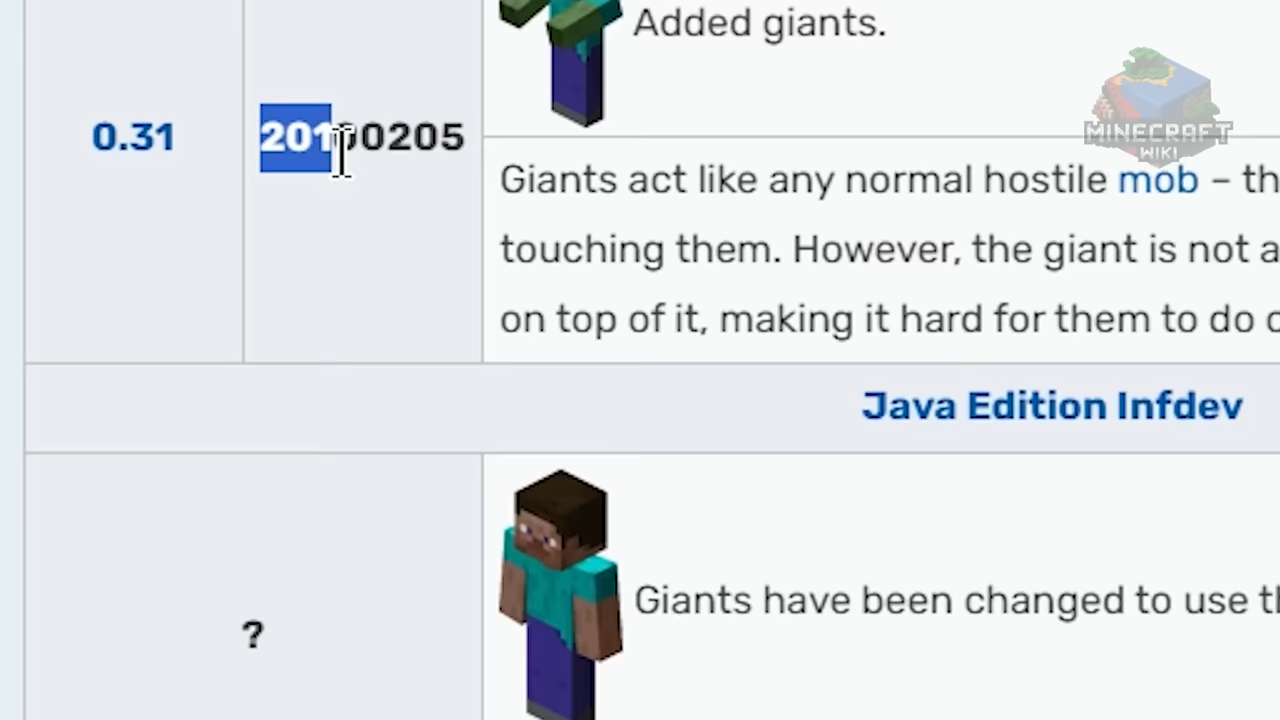 Added giants.
0.31
20100205
MINECRAFT
WIKI
Giants act like any normal hostile mob –
touching them. However, the giant is not
on top of it, making it hard for them to do
Java Edition Infdev
?
Giants have been changed to use